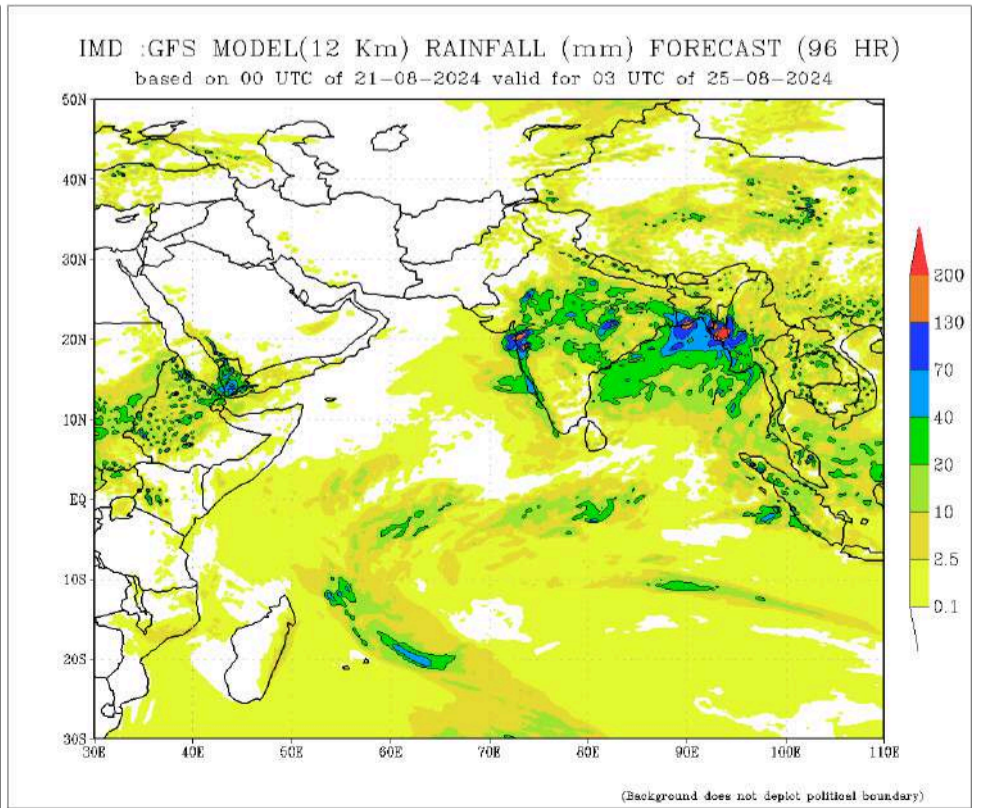 IMD :GFS MODEL(12 Km) RAINFALL (mm) FORECAST (96 HR)
based on 00 UTC of 21-08-2024 valid for 03 UTC of 25-08-2024
50N
40N
30N
20N
10N
EQ
10S
20S
30S
30E 40E 50E 60E 70E 80E 90E 100E 110E
200
130
70
40
20
10
2.5
0.1
(Background does not depict political boundary)